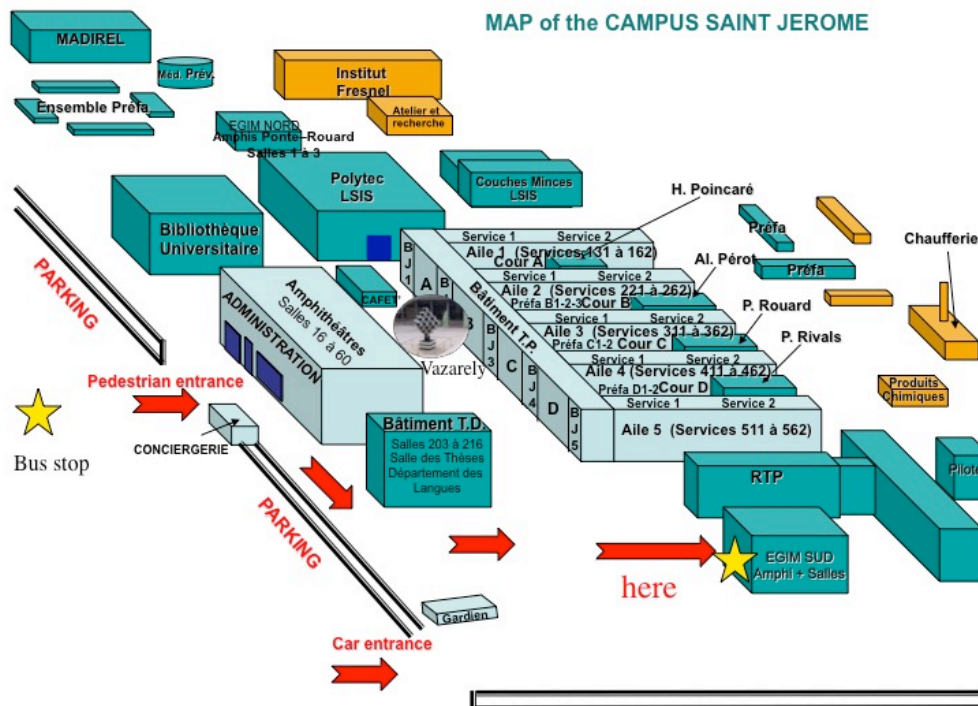 MAP of the CAMPUS SAINT JEROME
MADIREL
Méd. Prév.
Institut
Fresnel
Ensemble Préfa
Atelier et
recherche
EGIM NORD
Amphis Ponte-Rouard
Salles 1 à 3
Polytec
LSIS
Couches Minces
LSIS
H. Poincaré
Préfa
Chaufferie
Bibliothèque
Universitaire
Service 1
Service 2
Aile 1 (Services 131 à 162)
Cour A
Al. Pérot
Préfa
PARKING
BJ1
A
B
Bâtiment T.P.
Service 1
Service 2
Aile 2 (Services 221 à 262)
Préfa B1-2-3
Cour B
P. Rouard
CAFET'
Amphithéâtres
Salles 16 à 60
ADMINISTRATION
Service 1
Service 2
Aile 3 (Services 311 à 362)
Préfa C1-2
Cour C
P. Rivals
BJ3
C
Vazarely
Service 1
Service 2
Aile 4 (Services 411 à 462)
Préfa D1-2
Cour D
Produits
Chimiques
BJ4
D
BJ5
Service 1
Service 2
Aile 5 (Services 511 à 562)
Pedestrian entrance
Bus stop
CONCIERGERIE
Bâtiment T.D.
Salles 203 à 216
Salle des Thèses
Département des
Langues
RTP
Pilote
PARKING
EGIM SUD
Amphi + Salles
here
Gardien
Car entrance